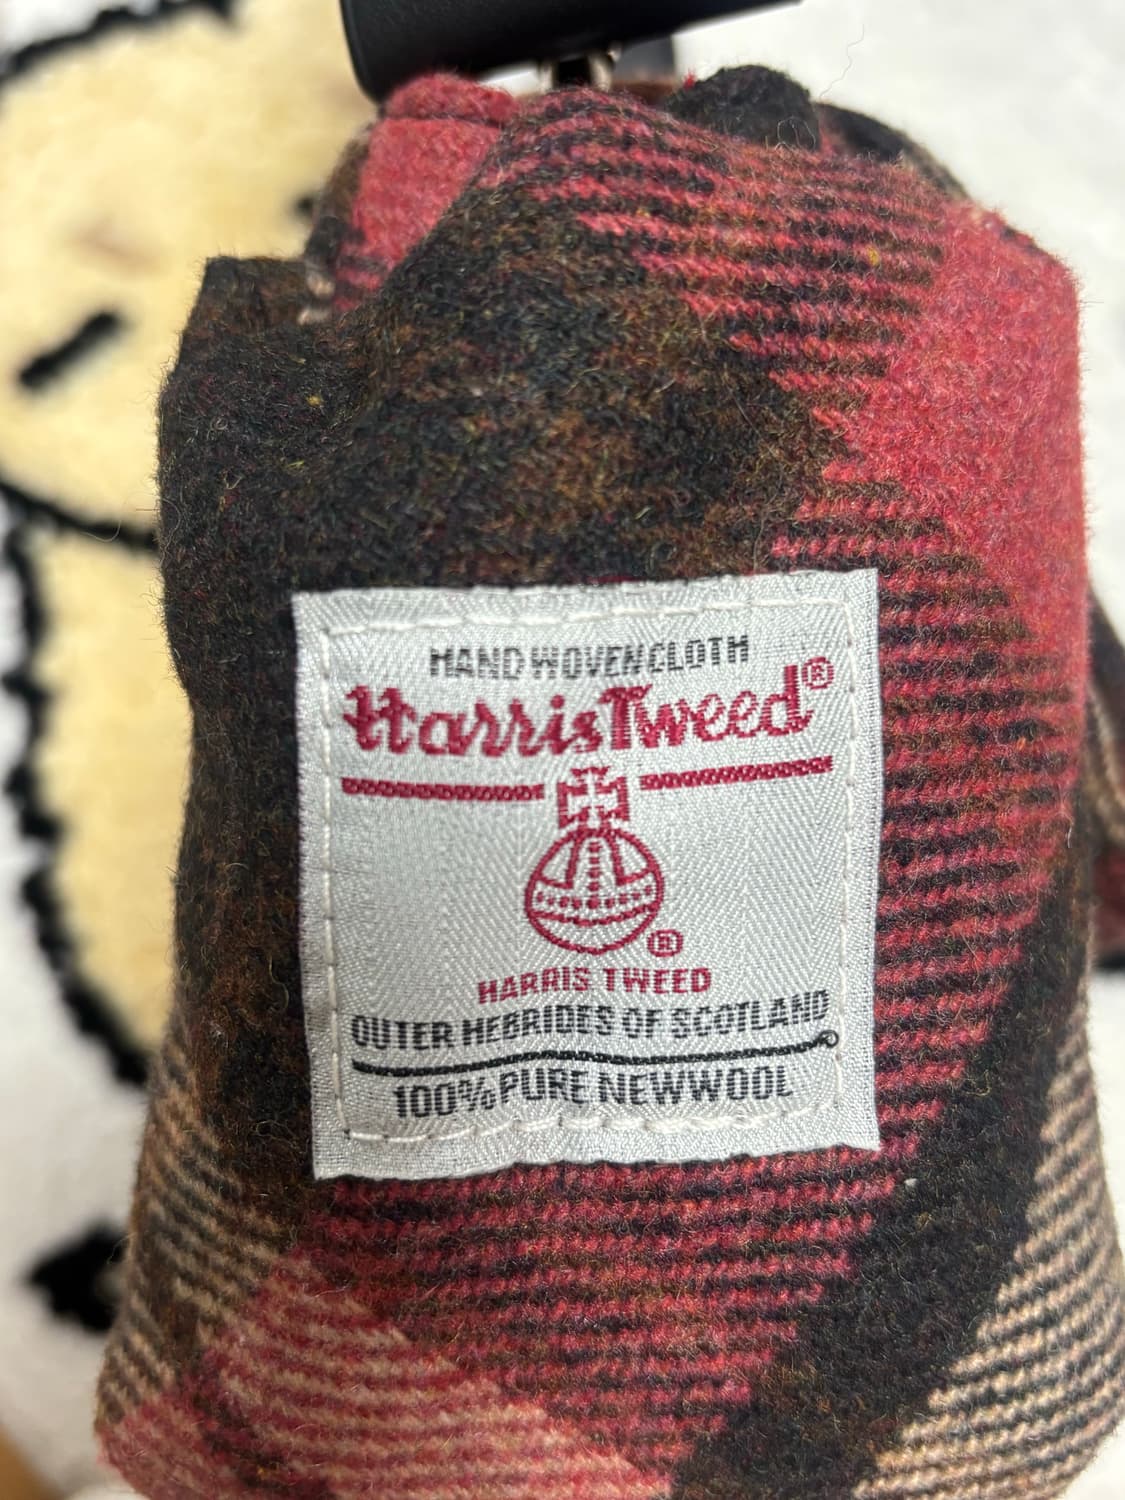 HAND WOVEN CLOTH
Harris Tweed®
®
HARRIS TWEED
OUTER HEBRIDES OF SCOTLAND
®
100% PURE NEW WOOL